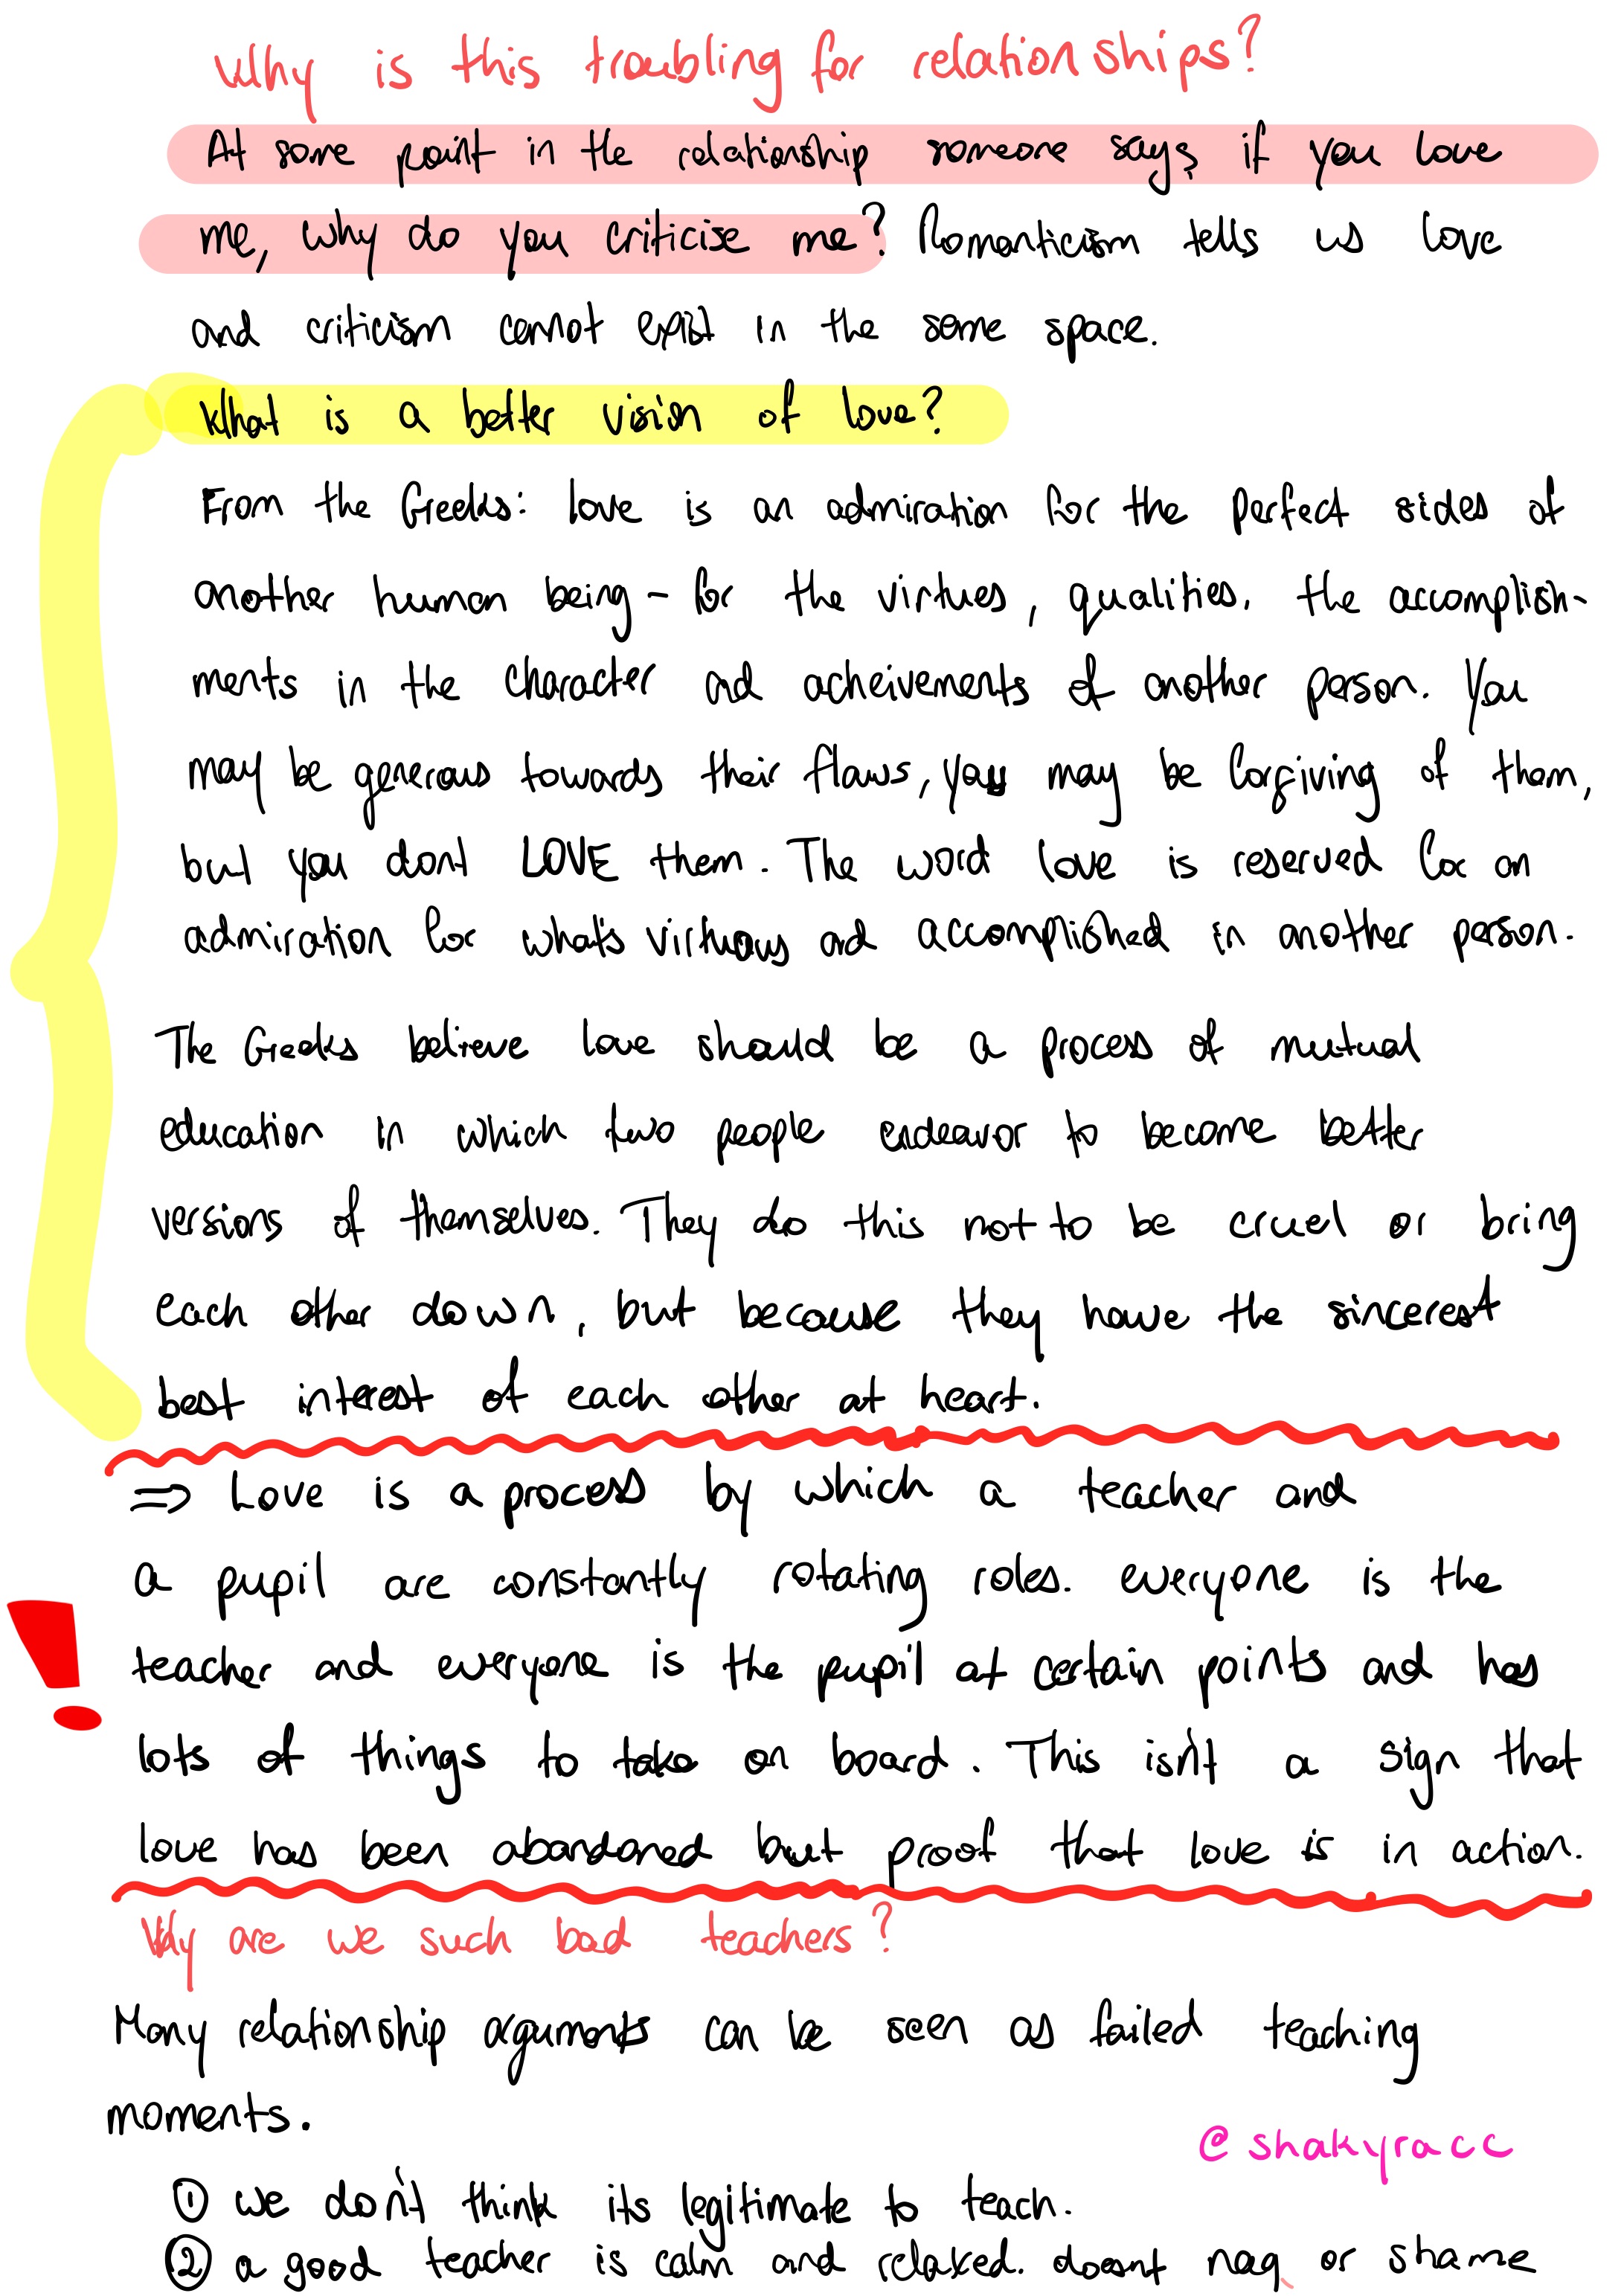 Why is this troubling for relationships?
At some point in the relationship someone says, if you love
me, why do you criticise me? Romanticism tells us love
and criticism cannot exist in the same space.
What is a better vision of love?
From the Greeks: love is an admiration for the perfect sides of
another human being - for the virtues, qualities, the accomplish-
ments in the character and acheivements of another person. You
may be generous towards their flaws, you may be forgiving of them,
but you dont LOVE them. The word love is reserved for an
admiration for what's virtuous and accomplished in another person.
The Greeks believe love should be a process of mutual
education in which two people endeavor to become better
versions of themselves. They do this not to be cruel or bring
each other down, but because they have the sincerest
best interest of each other at heart.
⇒ Love is a process by which a teacher and
a pupil are constantly rotating roles. everyone is the
teacher and everyone is the pupil at certain points and has
lots of things to take on board. This isn't a sign that
! love has been abandoned but proof that love is in action.
Why are we such bad teachers?
Many relationship arguments can be seen as failed teaching
moments.
@shakyracc
① we don't think its legitimate to teach.
② a good teacher is calm and relaxed. doesnt nag or shame